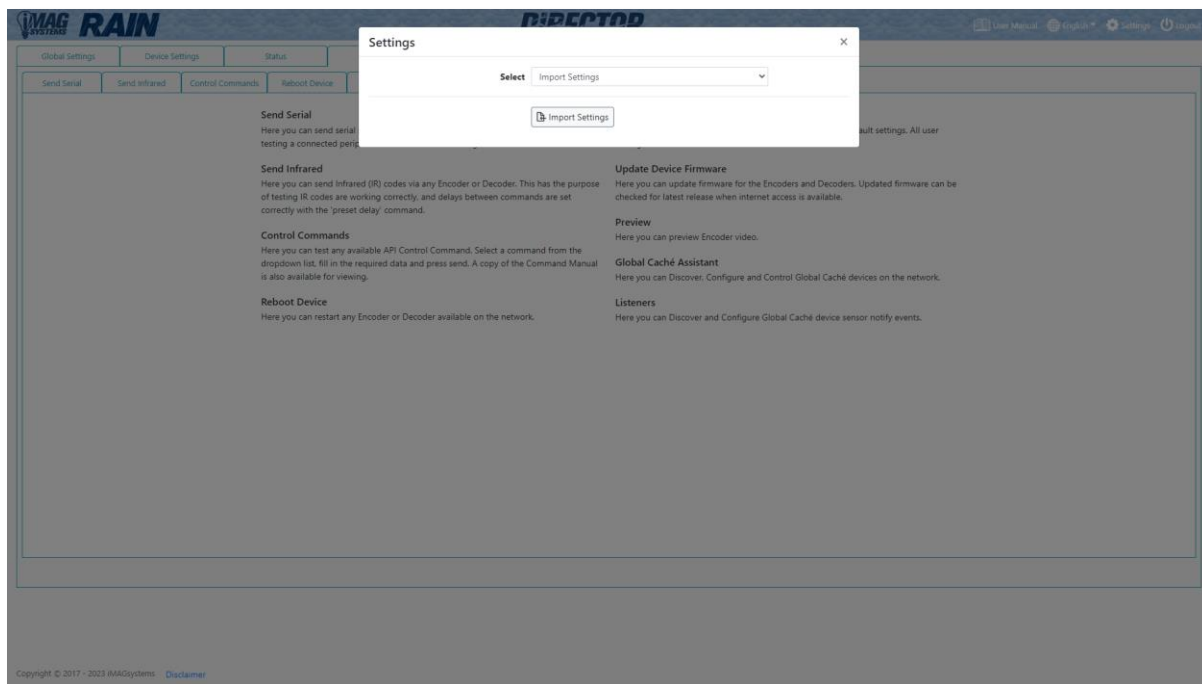 iMAG SYSTEMS RAIN
DiRECTOR
User Manual English Settings Logout
Settings ×
Select Import Settings
Import Settings
Global Settings Device Settings Status
Send Serial Send Infrared Control Commands Reboot Device
Send Serial
Here you can send serial
testing a connected
ault settings. All user
Send Infrared
Here you can send Infrared (IR) codes via any Encoder or Decoder. This has the purpose
of testing IR codes are working correctly, and delays between commands are set
correctly with the 'preset delay' command.
Control Commands
Here you can test any available API Control Command. Select a command from the
dropdown list, fill in the required data and press send. A copy of the Command Manual
is also available for viewing.
Reboot Device
Here you can restart any Encoder or Decoder available on the network.
Update Device Firmware
Here you can update firmware for the Encoders and Decoders. Updated firmware can be
checked for latest release when internet access is available.
Preview
Here you can preview Encoder video.
Global Caché Assistant
Here you can Discover, Configure and Control Global Caché devices on the network.
Listeners
Here you can Discover and Configure Global Caché device sensor notify events.
Copyright © 2017 - 2023 iMAGsystems Disclaimer